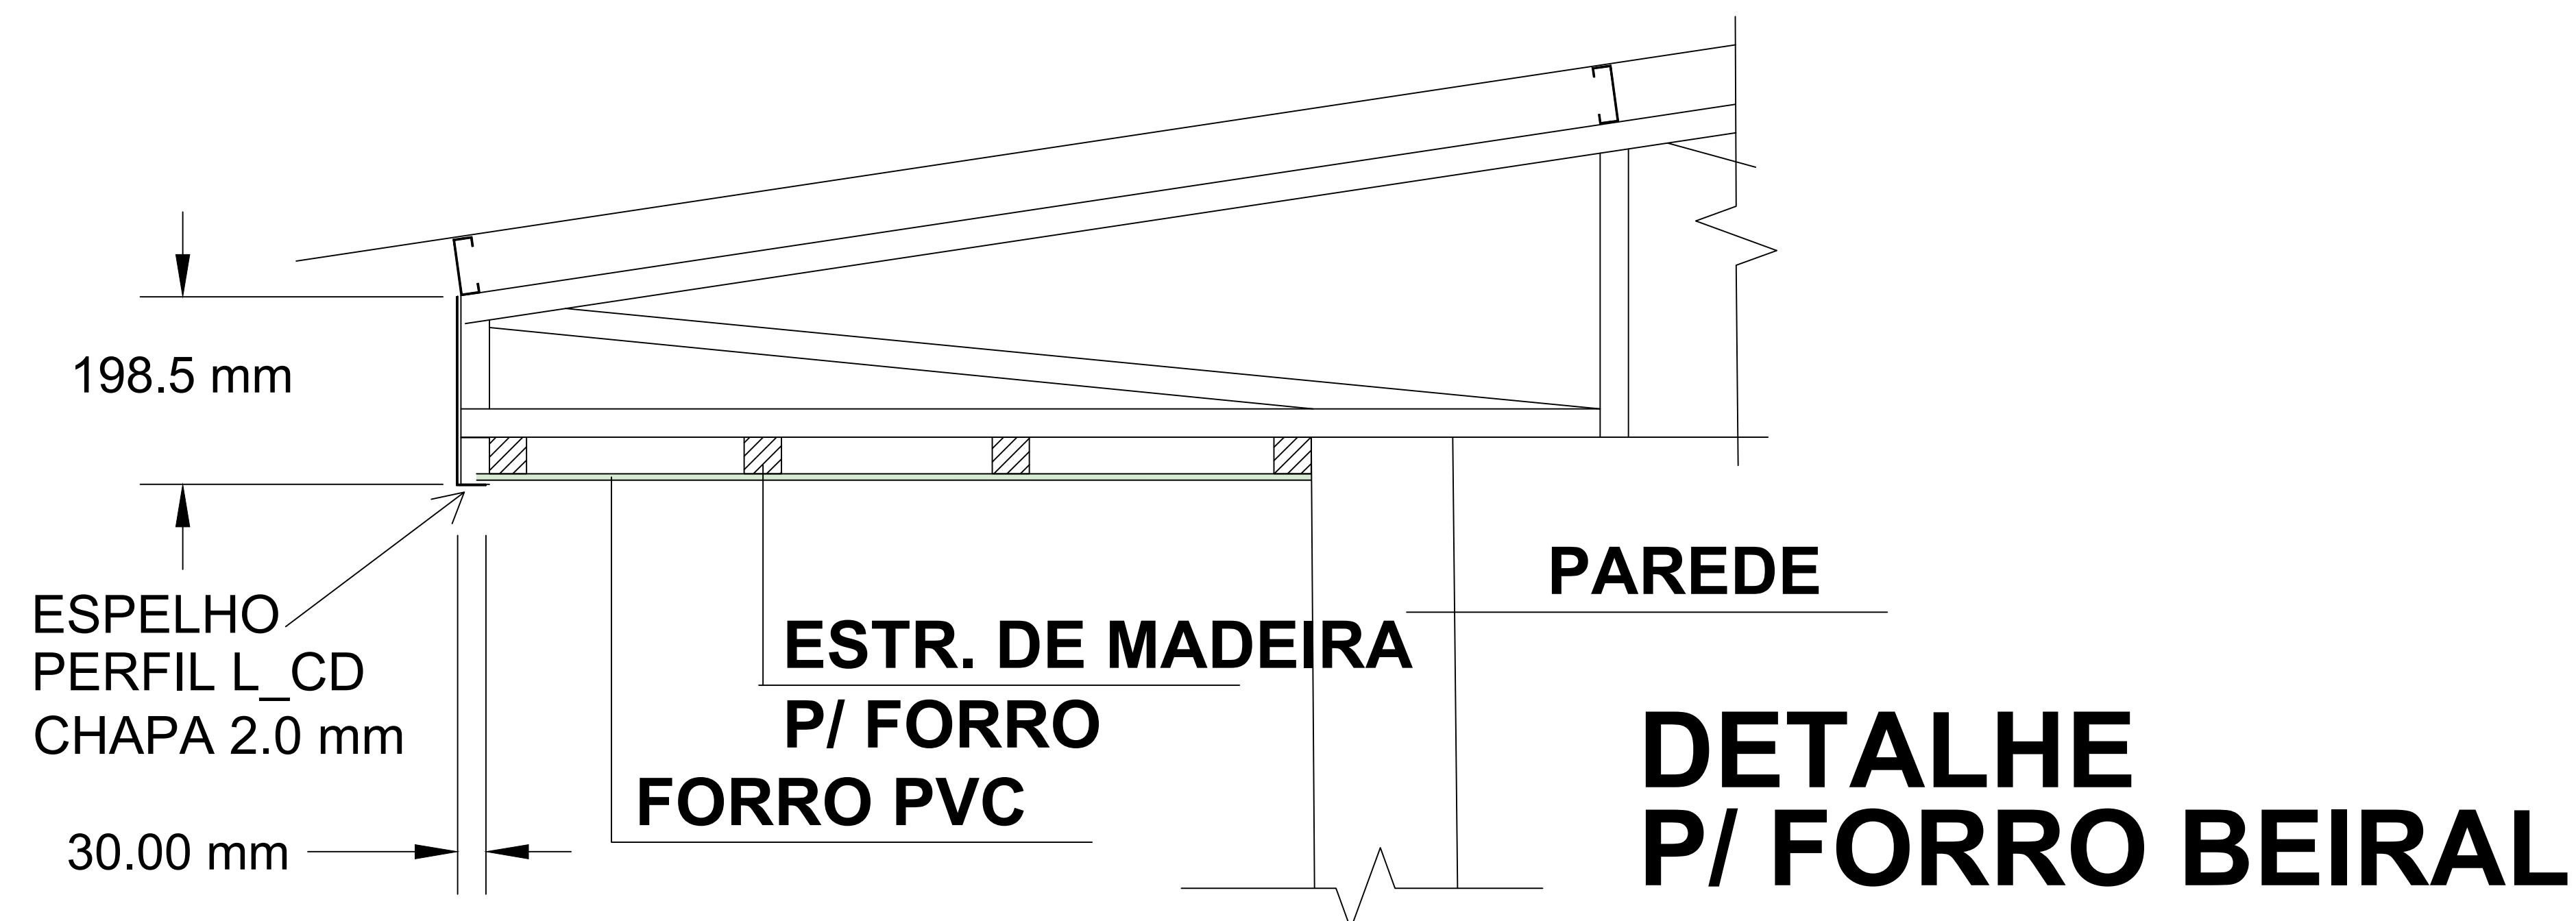 198.5 mm
ESPELHO
PERFIL L_CD
CHAPA 2.0 mm
30.00 mm
ESTR. DE MADEIRA
P/ FORRO
FORRO PVC
PAREDE
DETALHE
P/ FORRO BEIRAL